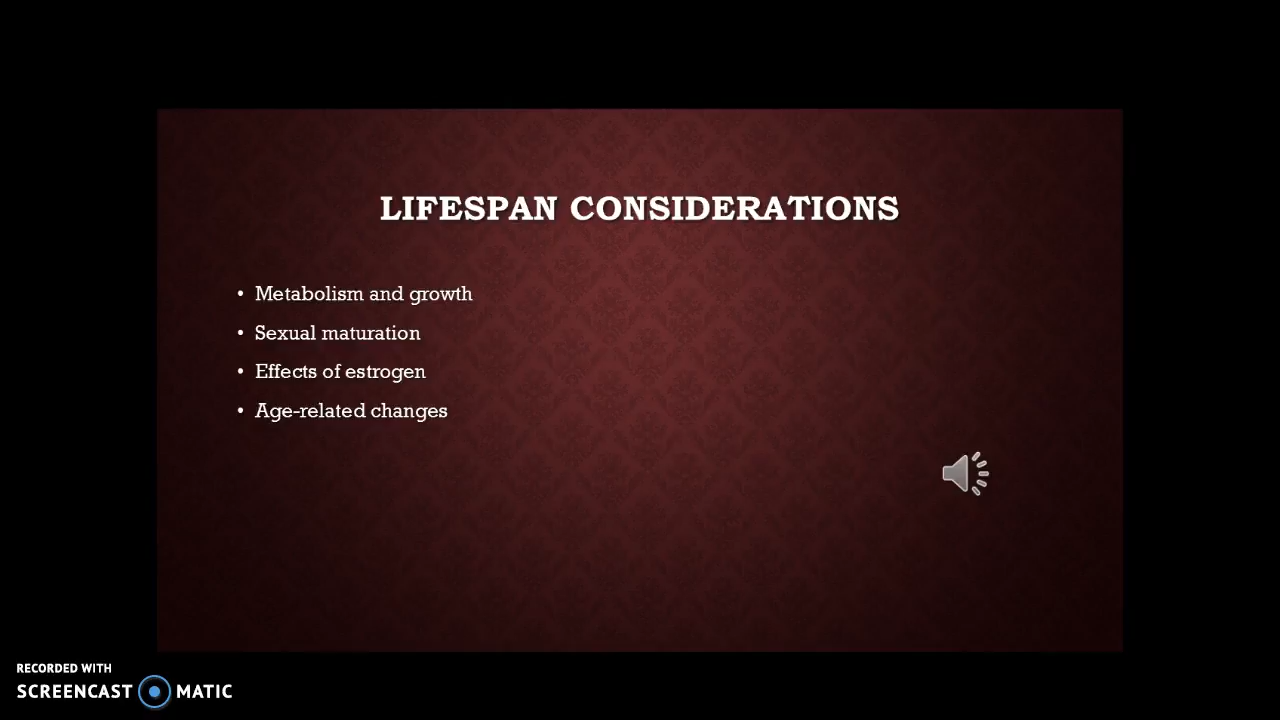 LIFESPAN CONSIDERATIONS
• Metabolism and growth
• Sexual maturation
• Effects of estrogen
• Age-related changes
RECORDED WITH
SCREENCAST MATIC